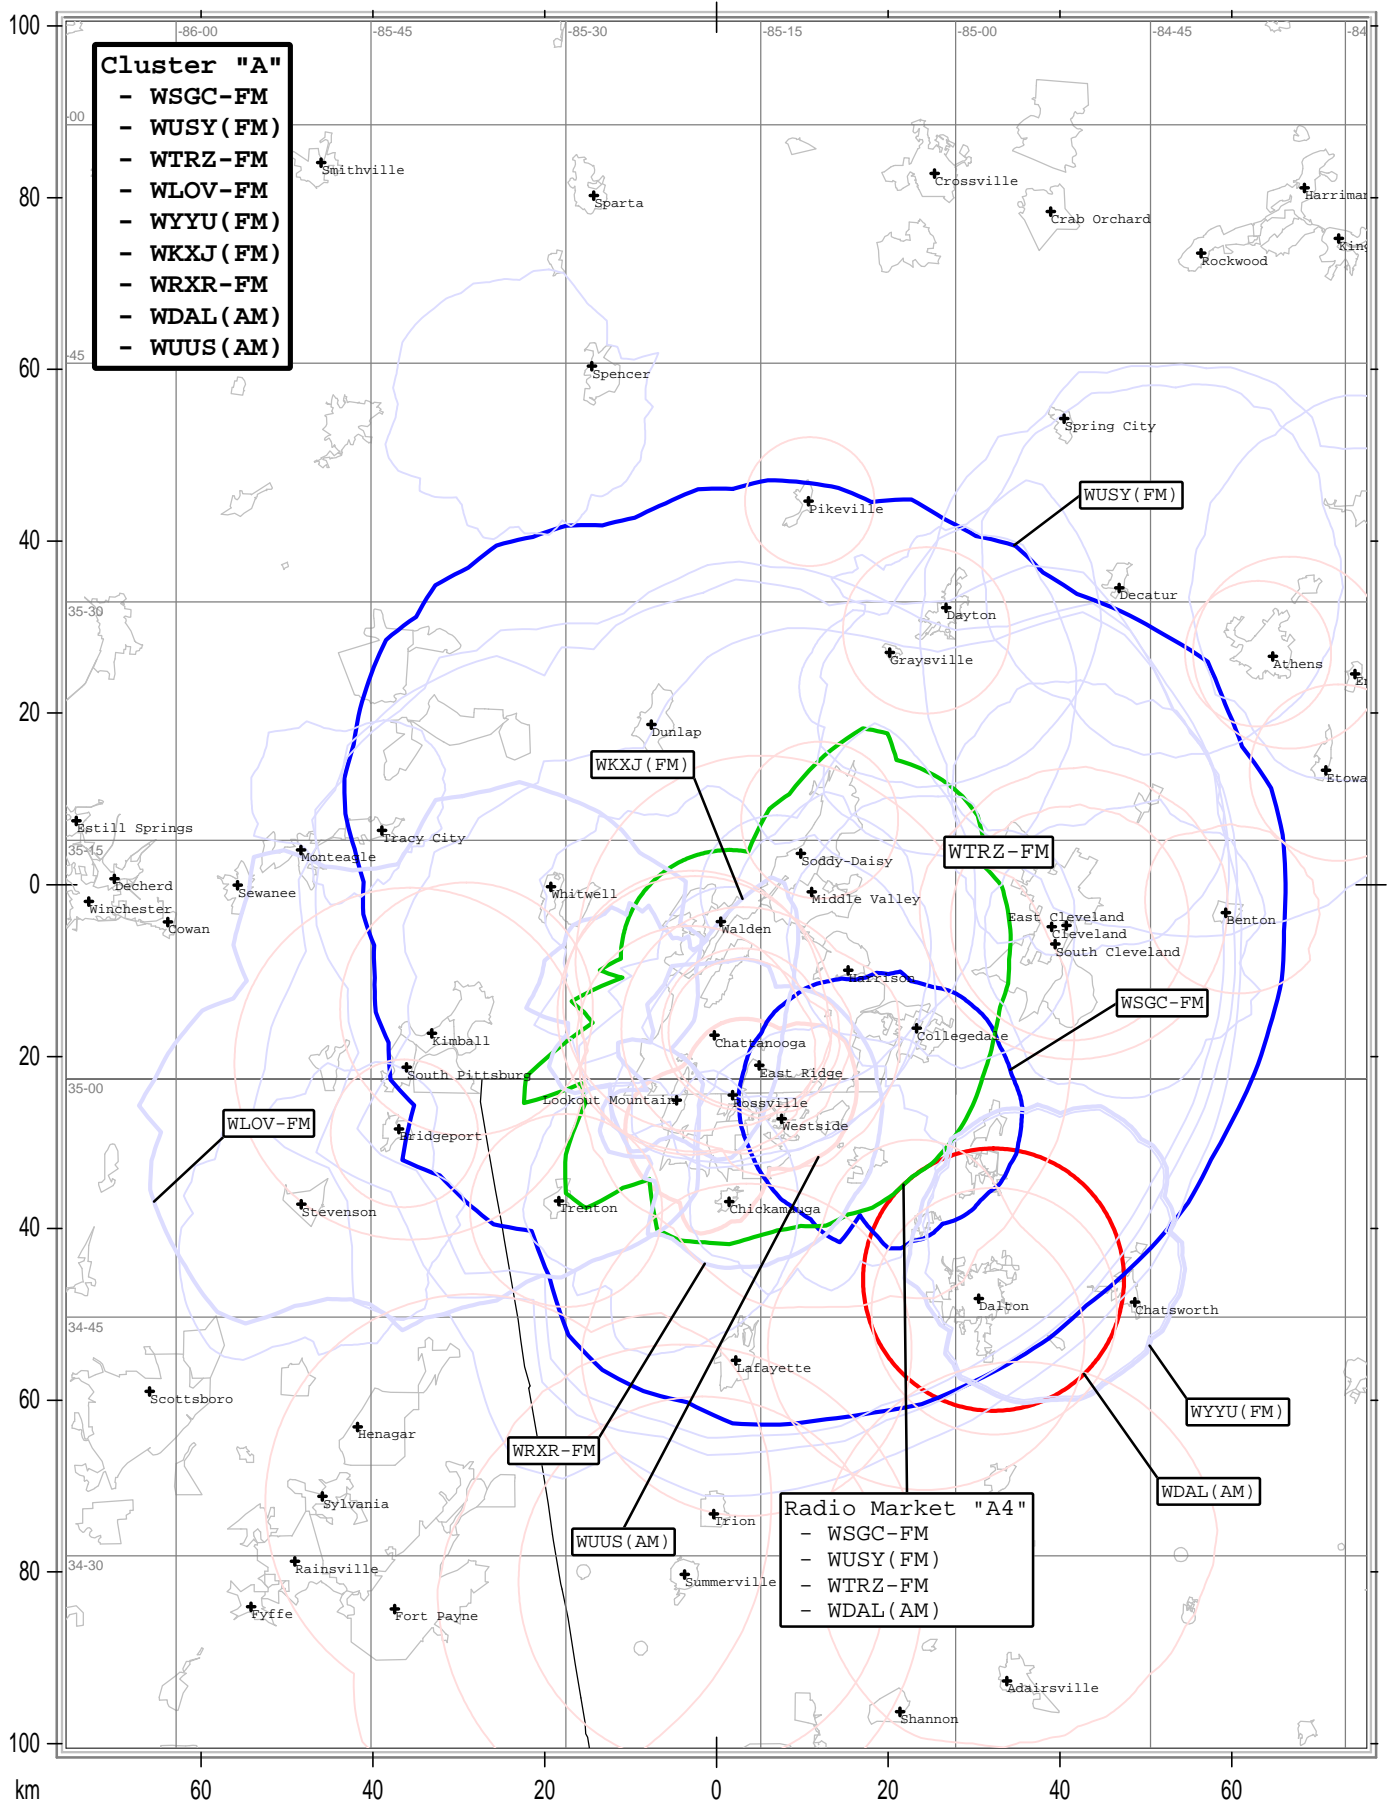 100
-86-00
-85-45
-85-30
-85-15
-85-00
-84-45
-84
Cluster "A"
- WSGC-FM
- WUSY(FM)
- WTRZ-FM
- WLOV-FM
- WYYU(FM)
- WKXJ(FM)
- WRXR-FM
- WDAL(AM)
- WUUS(AM)
-00
Smithville
Crossville
Harriman
80
Sparta
Crab Orchard
King
Rockwood
-45
60
Spencer
Spring City
WUSY(FM)
Pikeville
40
Decatur
35-30
Dayton
Graysville
Athens
En
20
Dunlap
WKXJ(FM)
Etowa
Estill Springs
Tracy City
35-15
Monteagle
Soddy-Daisy
WTRZ-FM
0
Decherd
Sewanee
Whitwell
Middle Valley
Winchester
Cowan
Walden
East Cleveland
Cleveland
Benton
South Cleveland
Harrison
WSGC-FM
Kimball
Chattanooga
Collegedale
20
South Pittsburg
East Ridge
35-00
Lookout Mountain
Rossville
WLOV-FM
Bridgeport
Westside
Stevenson
Trenton
Chickamauga
40
Dalton
Chatsworth
34-45
Lafayette
Scottsboro
60
WYYU(FM)
Henagar
WRXR-FM
WDAL(AM)
Sylvania
Trion
WUUS(AM)
Radio Market "A4"
- WSGC-FM
- WUSY(FM)
- WTRZ-FM
- WDAL(AM)
34-30
80
Rainsville
Summerville
Fyffe
Fort Payne
Adairsville
Shannon
100
km
60
40
20
0
20
40
60